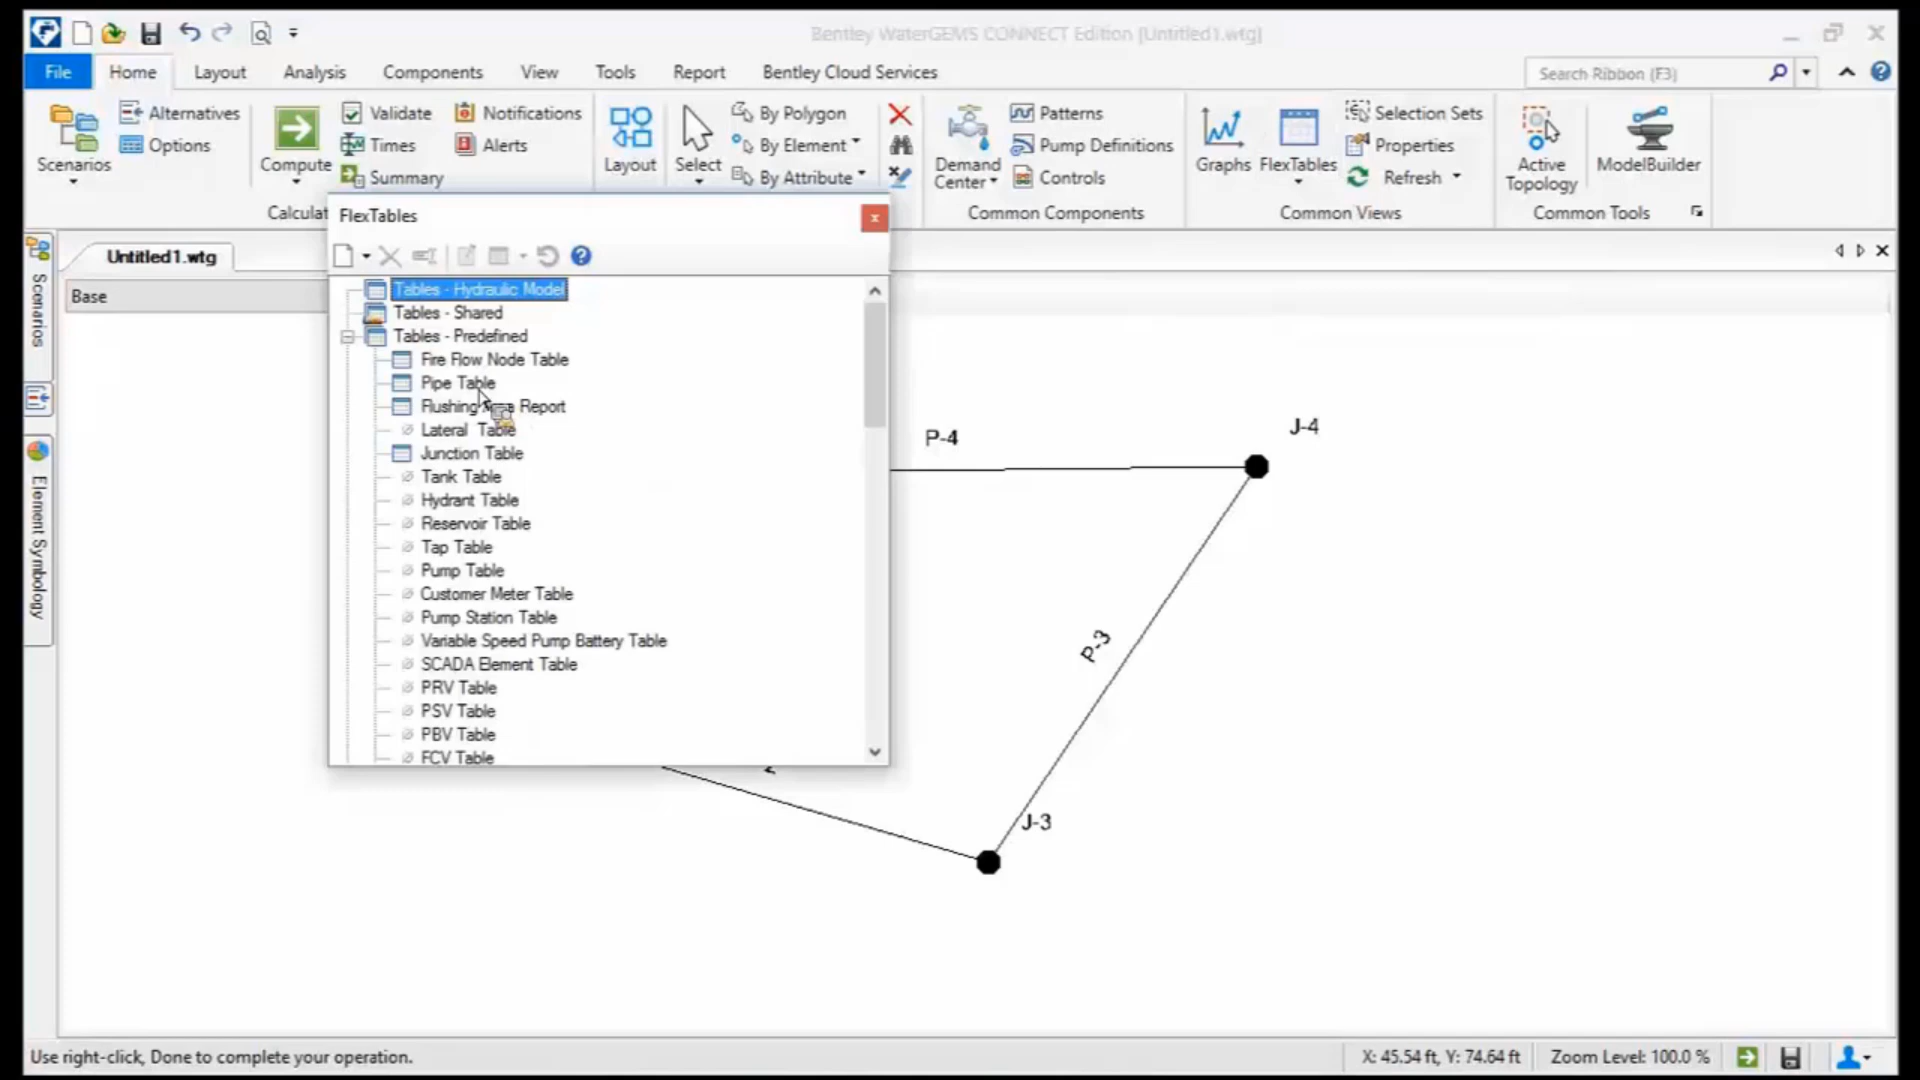 Bentley WaterGEMS CONNECT Edition [Untitled1.wtg]
File Home Layout Analysis Components View Tools Report Bentley Cloud Services Search Ribbon (F3)
Scenarios
Alternatives
Options
Compute
Validate
Times
Summary
Notifications
Alerts
Layout
Select
By Polygon
By Element
By Attribute
Demand Center
Patterns
Pump Definitions
Controls
Graphs
FlexTables
Selection Sets
Properties
Refresh
Active Topology
ModelBuilder
Calculat
Common Components
Common Views
Common Tools
FlexTables
Untitled1.wtg
Base
Scenarios
Element Symbology
Tables - Hydraulic Model
Tables - Shared
Tables - Predefined
Fire Flow Node Table
Pipe Table
Flushing Area Report
Lateral Table
Junction Table
Tank Table
Hydrant Table
Reservoir Table
Tap Table
Pump Table
Customer Meter Table
Pump Station Table
Variable Speed Pump Battery Table
SCADA Element Table
PRV Table
PSV Table
PBV Table
FCV Table
P-4
J-4
P-3
J-3
Use right-click, Done to complete your operation.
X: 45.54 ft, Y: 74.64 ft Zoom Level: 100.0 %